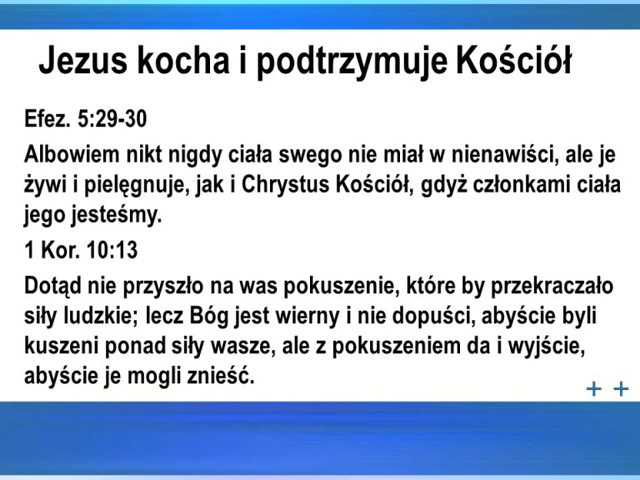 Jezus kocha i podtrzymuje Kościół
Efez. 5:29-30
Albowiem nikt nigdy ciała swego nie miał w nienawiści, ale je
żywi i pielęgnuje, jak i Chrystus Kościół, gdyż członkami ciała
jego jesteśmy.
1 Kor. 10:13
Dotąd nie przyszło na was pokuszenie, które by przekraczało
siły ludzkie; lecz Bóg jest wierny i nie dopuści, abyście byli
kuszeni ponad siły wasze, ale z pokuszeniem da i wyjście,
abyście je mogli znieść.
+ +